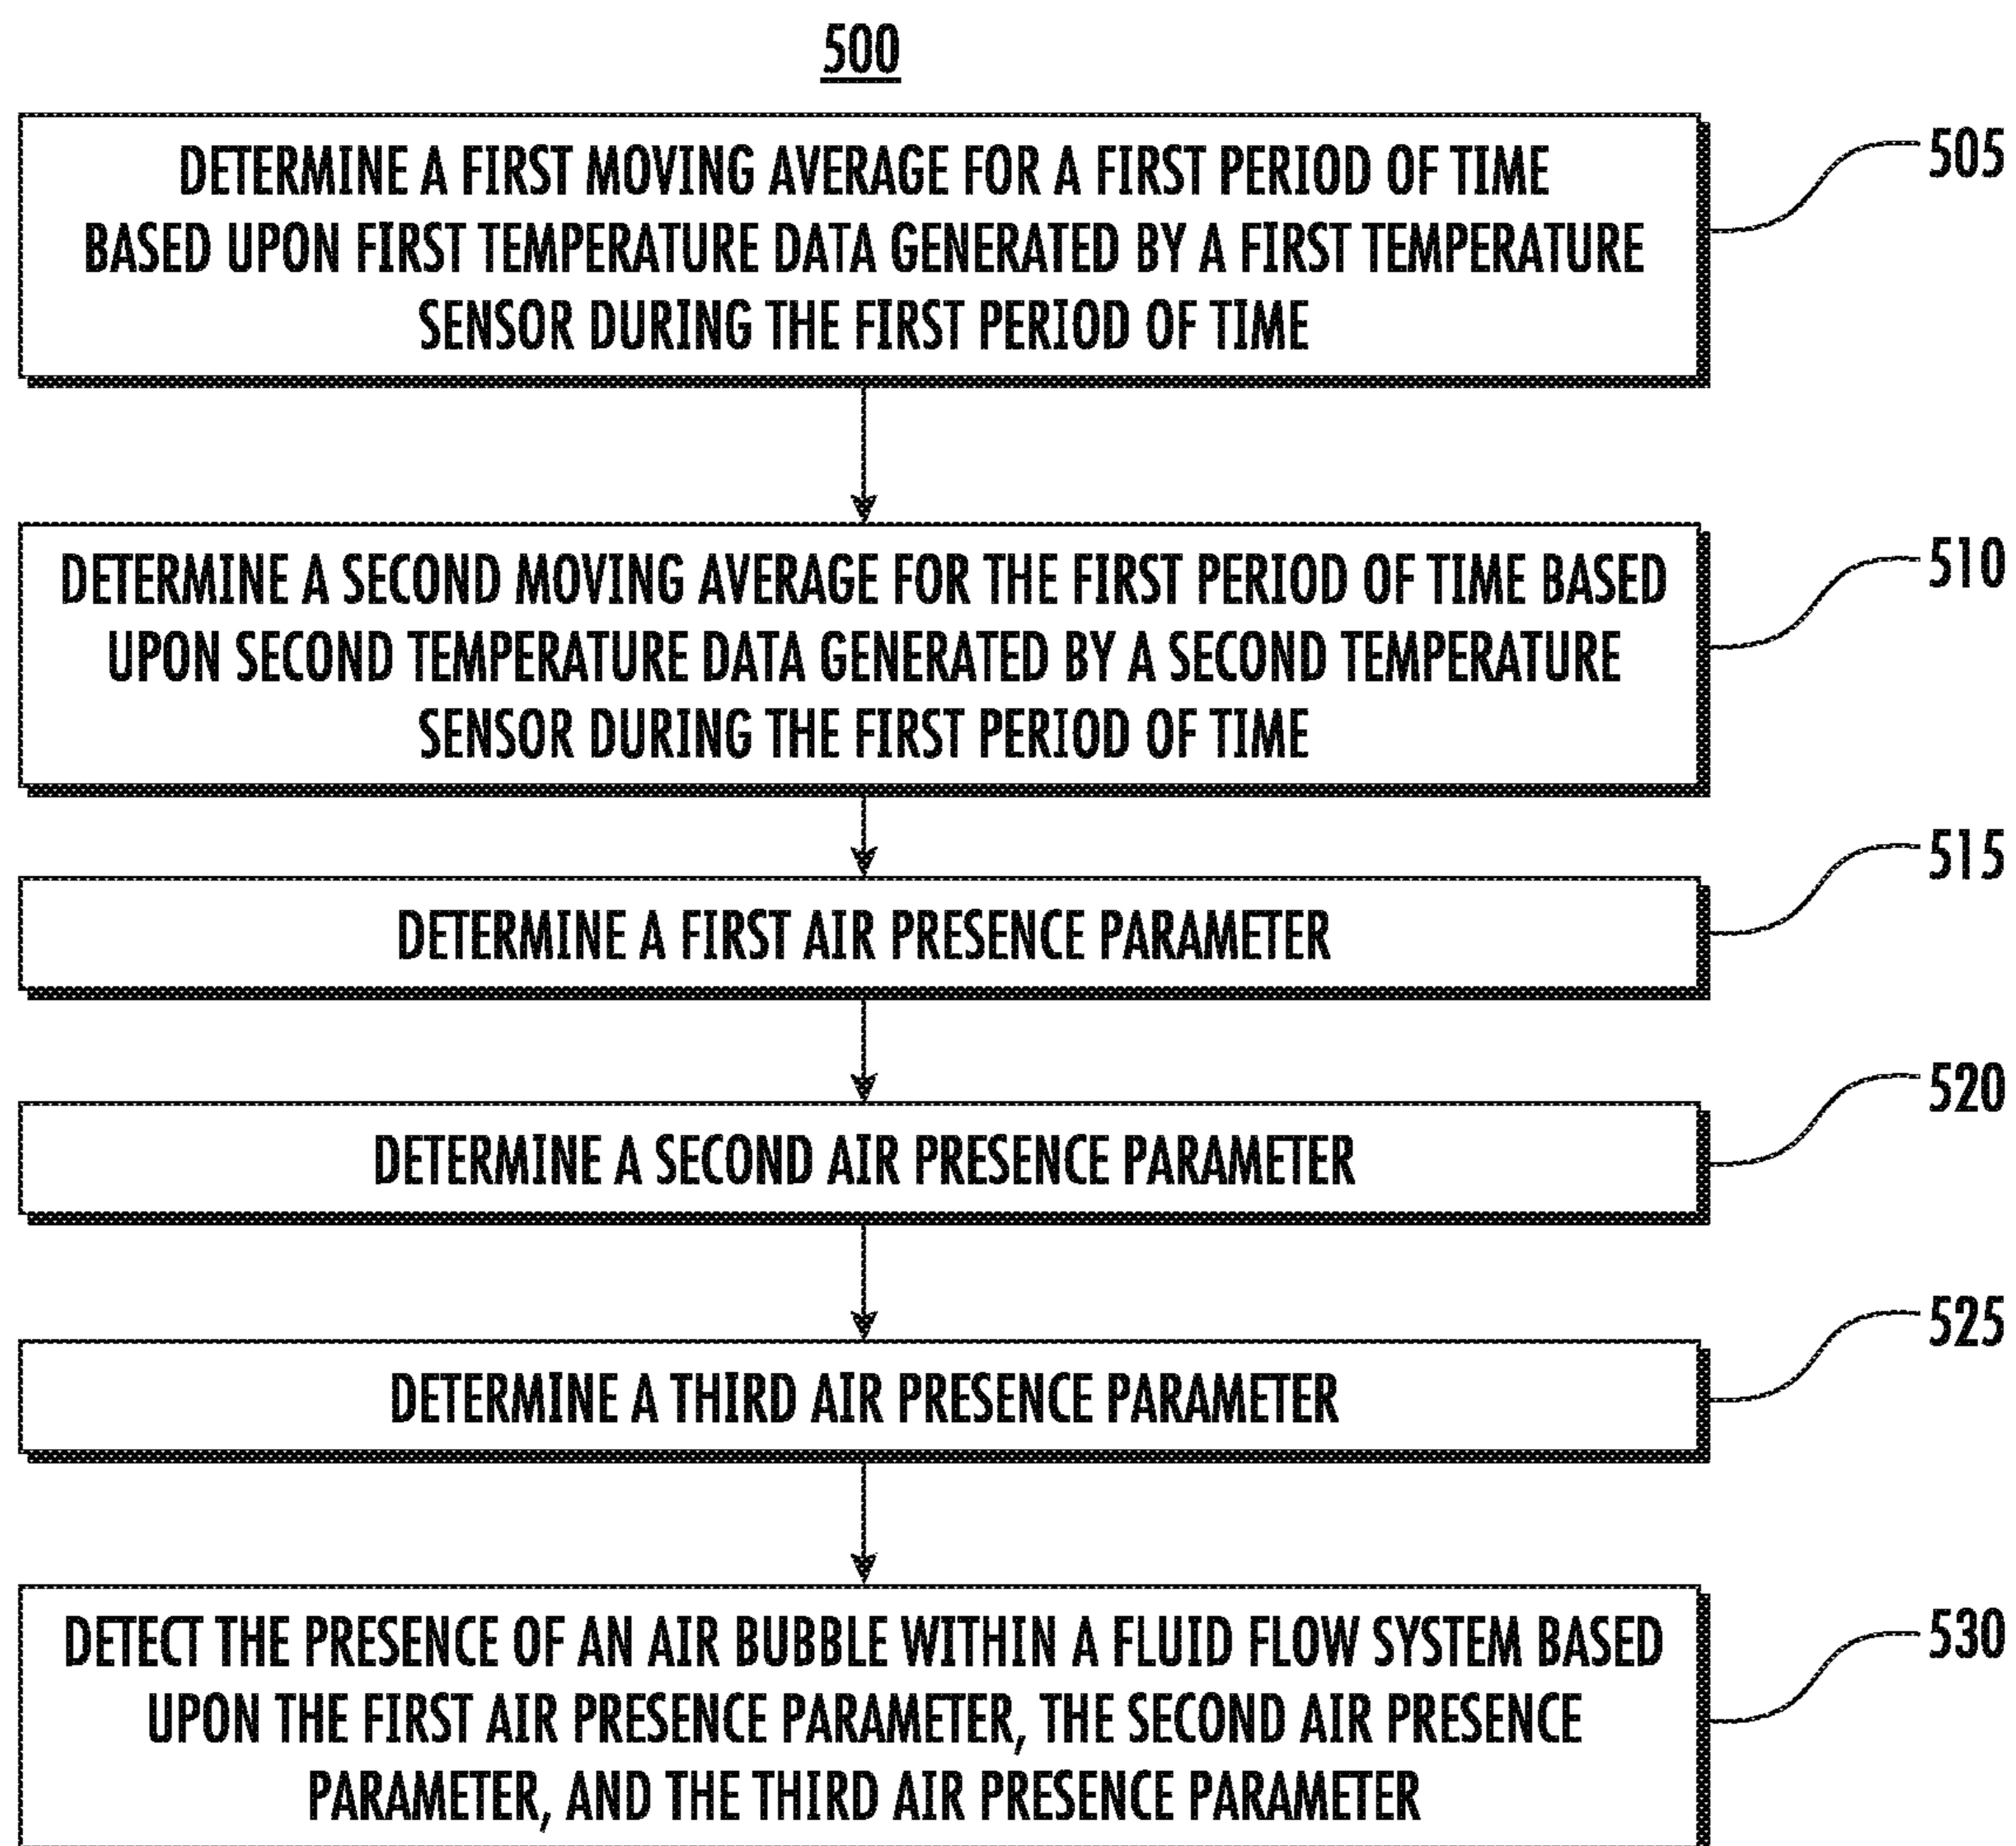 500
DETERMINE A FIRST MOVING AVERAGE FOR A FIRST PERIOD OF TIME
BASED UPON FIRST TEMPERATURE DATA GENERATED BY A FIRST TEMPERATURE
SENSOR DURING THE FIRST PERIOD OF TIME
505
DETERMINE A SECOND MOVING AVERAGE FOR THE FIRST PERIOD OF TIME BASED
UPON SECOND TEMPERATURE DATA GENERATED BY A SECOND TEMPERATURE
SENSOR DURING THE FIRST PERIOD OF TIME
510
DETERMINE A FIRST AIR PRESENCE PARAMETER
515
DETERMINE A SECOND AIR PRESENCE PARAMETER
520
DETERMINE A THIRD AIR PRESENCE PARAMETER
525
DETECT THE PRESENCE OF AN AIR BUBBLE WITHIN A FLUID FLOW SYSTEM BASED
UPON THE FIRST AIR PRESENCE PARAMETER, THE SECOND AIR PRESENCE
PARAMETER, AND THE THIRD AIR PRESENCE PARAMETER
530